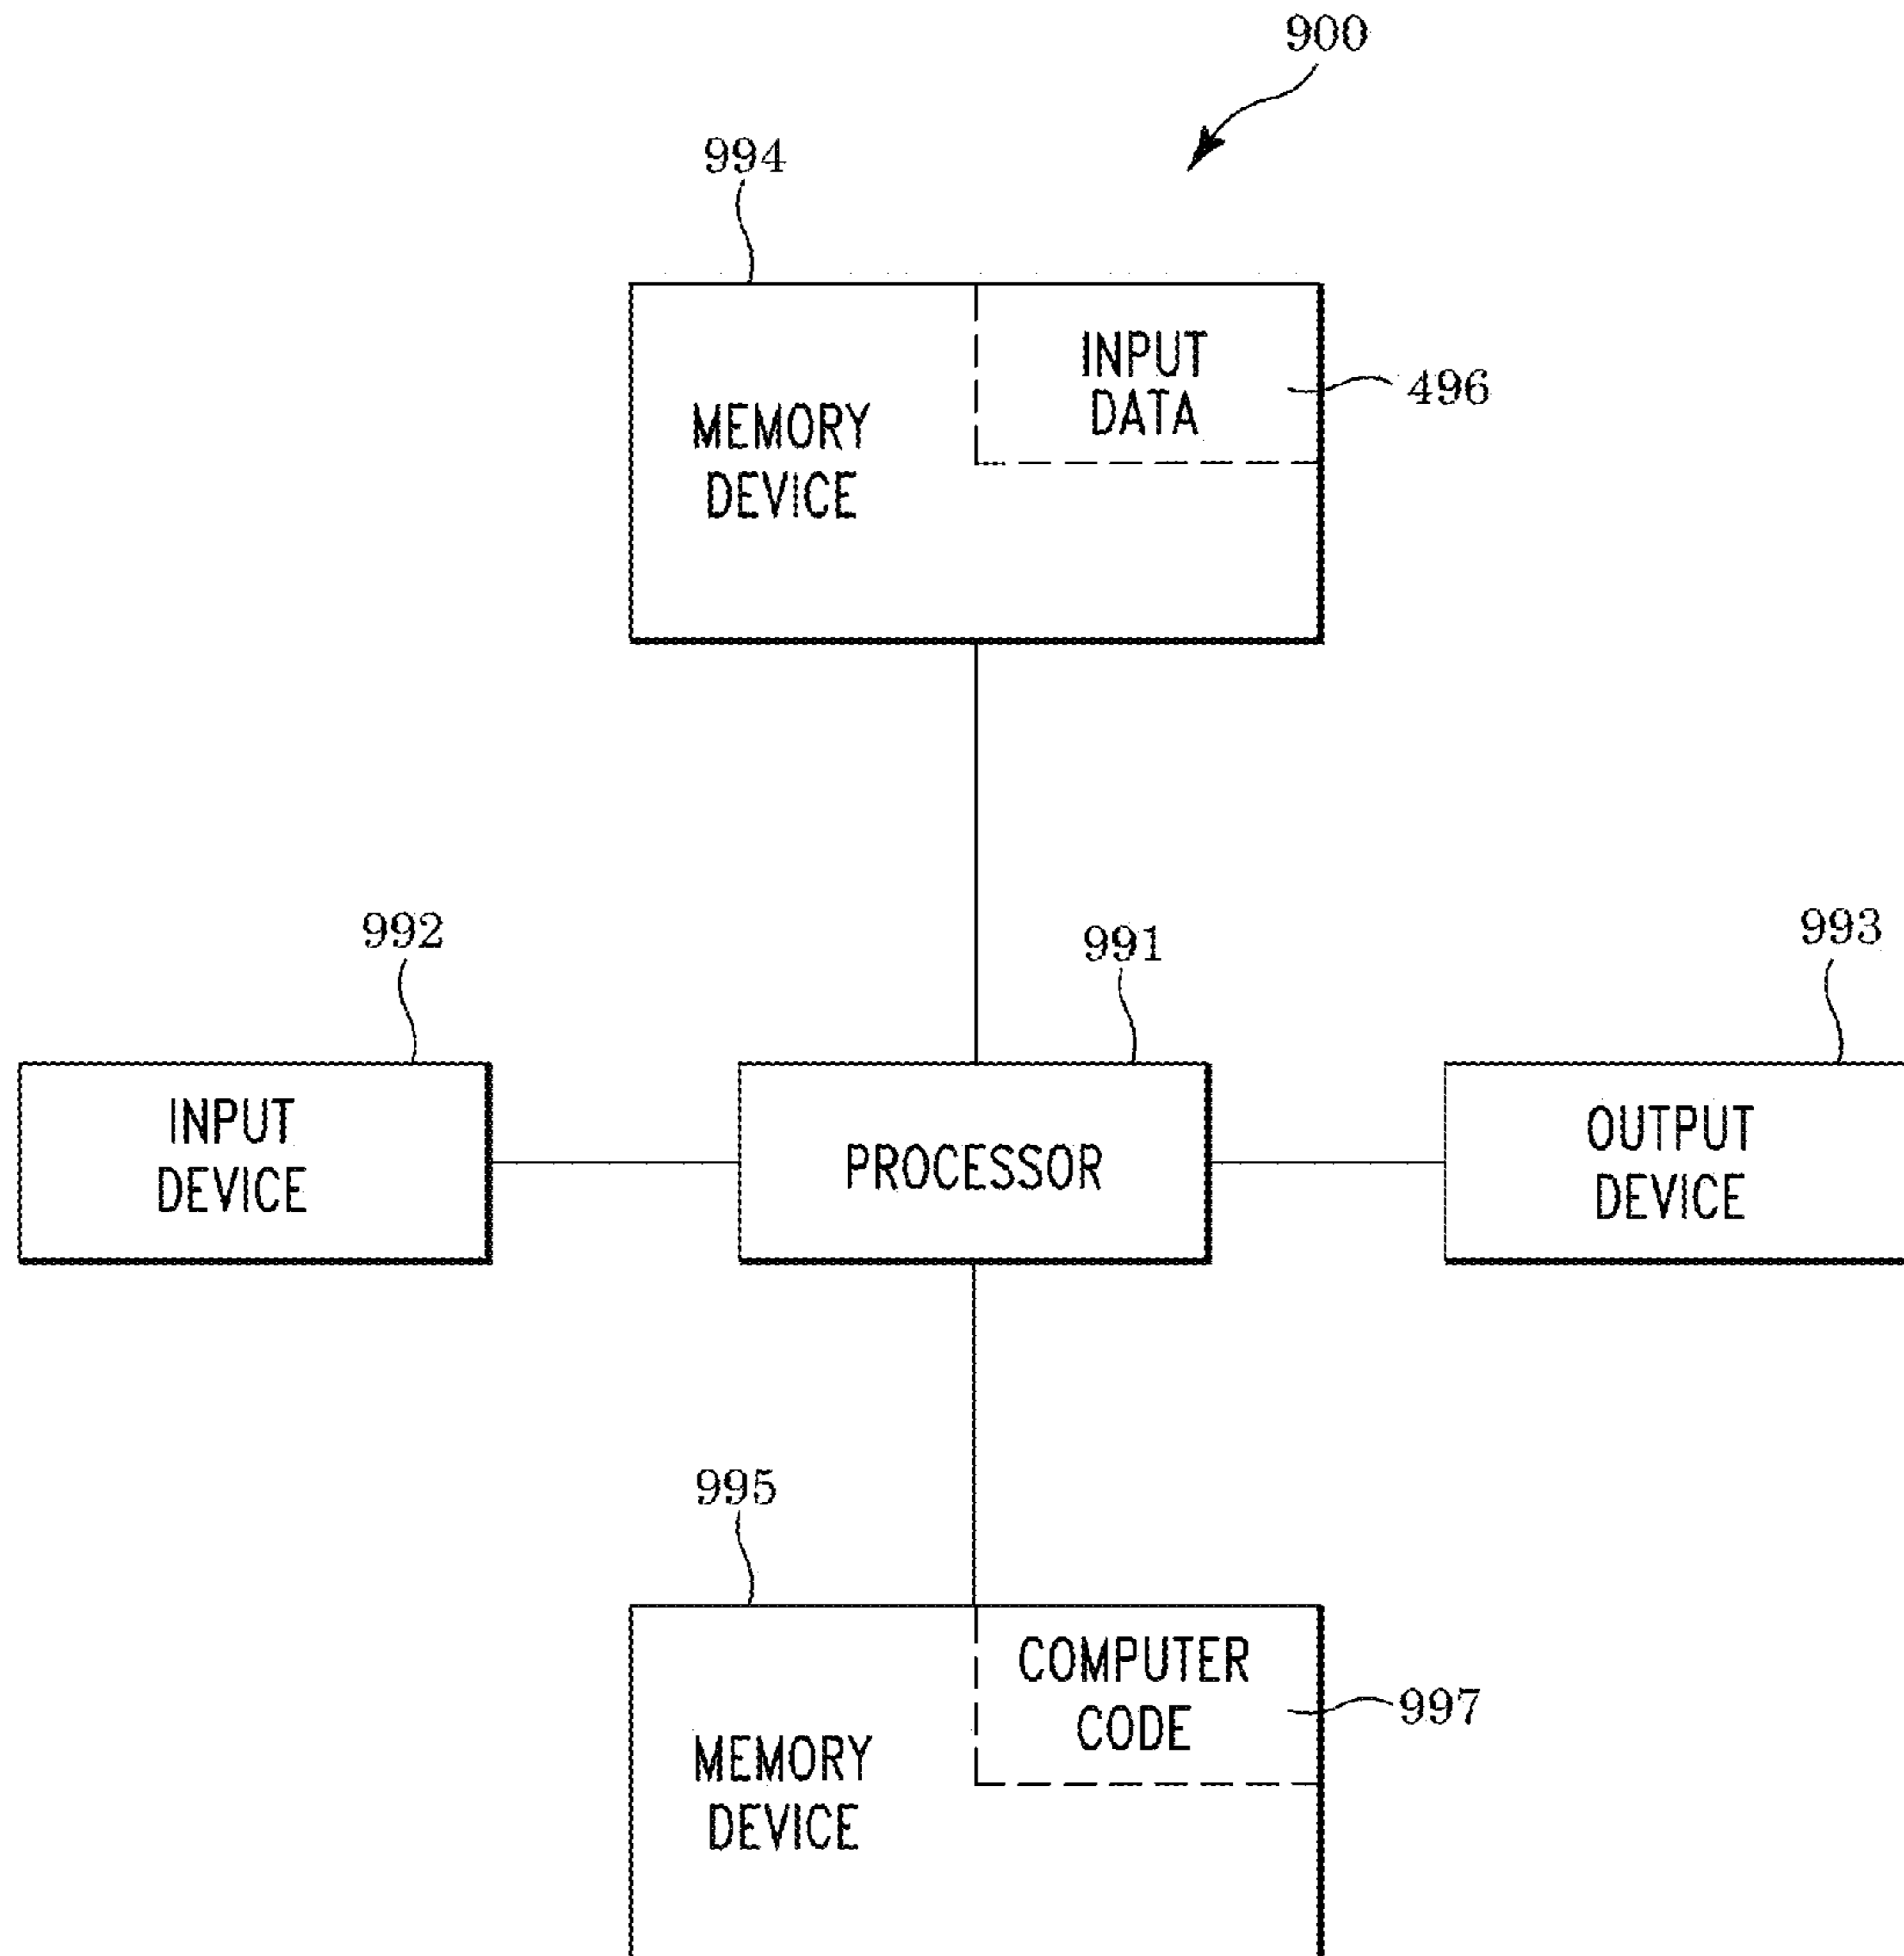 900
994
INPUT
DATA
496
MEMORY
DEVICE
992
991
993
INPUT
DEVICE
PROCESSOR
OUTPUT
DEVICE
995
COMPUTER
CODE
997
MEMORY
DEVICE